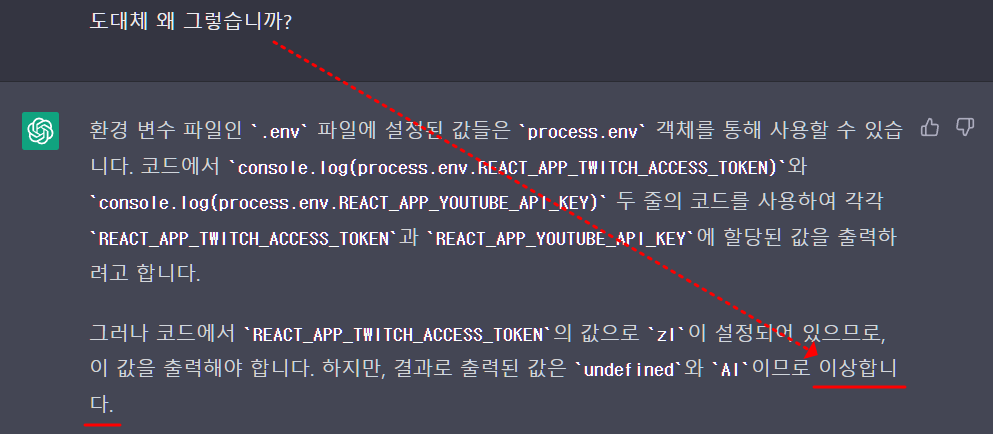 도대체 왜 그렇습니까?
환경 변수 파일인 `.env` 파일에 설정된 값들은 `process.env` 객체를 통해 사용할 수 있습
니다. 코드에서 `console.log(process.env.REACT_APP_TWITCH_ACCESS_TOKEN)`와
`console.log(process.env.REACT_APP_YOUTUBE_API_KEY)` 두 줄의 코드를 사용하여 각각
`REACT_APP_TWITCH_ACCESS_TOKEN`과 `REACT_APP_YOUTUBE_API_KEY`에 할당된 값을 출력하
려고 합니다.
그러나 코드에서 `REACT_APP_TWITCH_ACCESS_TOKEN`의 값으로 `zl`이 설정되어 있으므로,
이 값을 출력해야 합니다. 하지만, 결과로 출력된 값은 `undefined`와 `AI`이므로 이상합니
다.